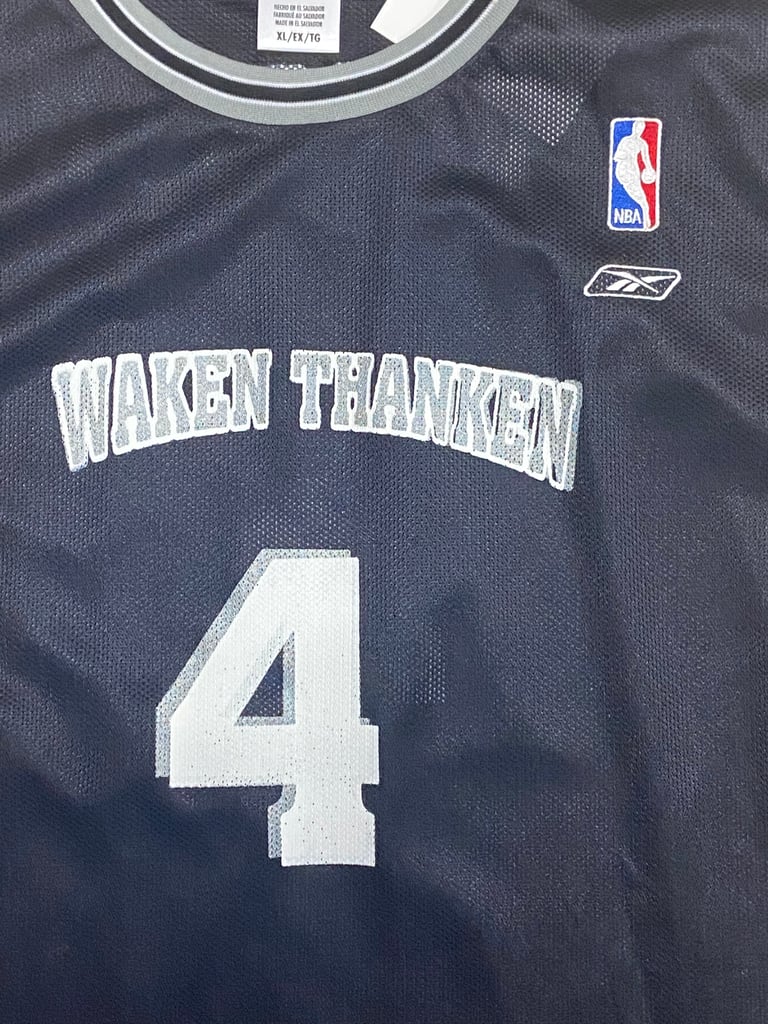 HECHO EN EL SALVADOR
FABRIQUÉ AU SALVADOR
MADE IN EL SALVADOR
XL/EX/TG
NBA
WAKEN THANKEN
4